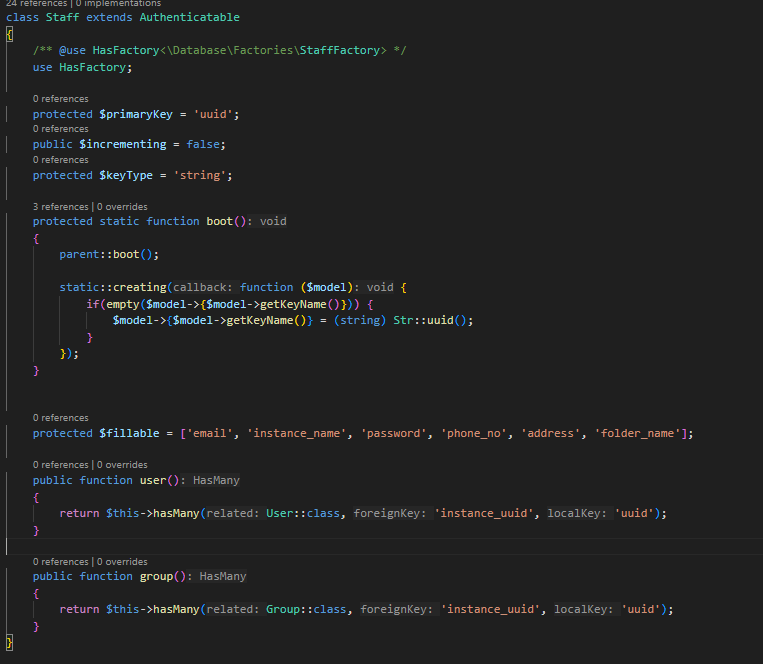 24 references | 0 implementations
class Staff extends Authenticatable
{
/** @use HasFactory<\Database\Factories\StaffFactory> */
use HasFactory;
0 references
protected $primaryKey = 'uuid';
0 references
public $incrementing = false;
0 references
protected $keyType = 'string';
3 references | 0 overrides
protected static function boot(): void
{
parent::boot();
static::creating(callback: function ($model): void {
if(empty($model->{$model->getKeyName()})) {
$model->{$model->getKeyName()} = (string) Str::uuid();
}
});
}
0 references
protected $fillable = ['email', 'instance_name', 'password', 'phone_no', 'address', 'folder_name'];
0 references | 0 overrides
public function user(): HasMany
{
return $this->hasMany(related: User::class, foreignKey: 'instance_uuid', localKey: 'uuid');
}
0 references | 0 overrides
public function group(): HasMany
{
return $this->hasMany(related: Group::class, foreignKey: 'instance_uuid', localKey: 'uuid');
}
}